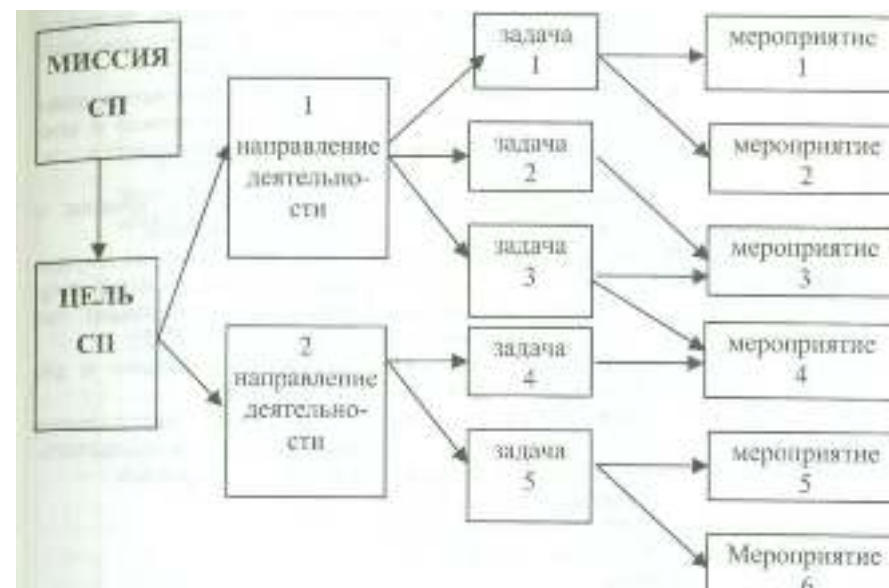 МИССИЯ
СП
ЦЕЛЬ
СП
1
направление
деятельно-
сти
2
направление
деятельно-
сти
задача
1
задача
2
задача
3
задача
4
задача
5
мероприятие
1
мероприятие
2
мероприятие
3
мероприятие
4
мероприятие
5
Мероприятие
6